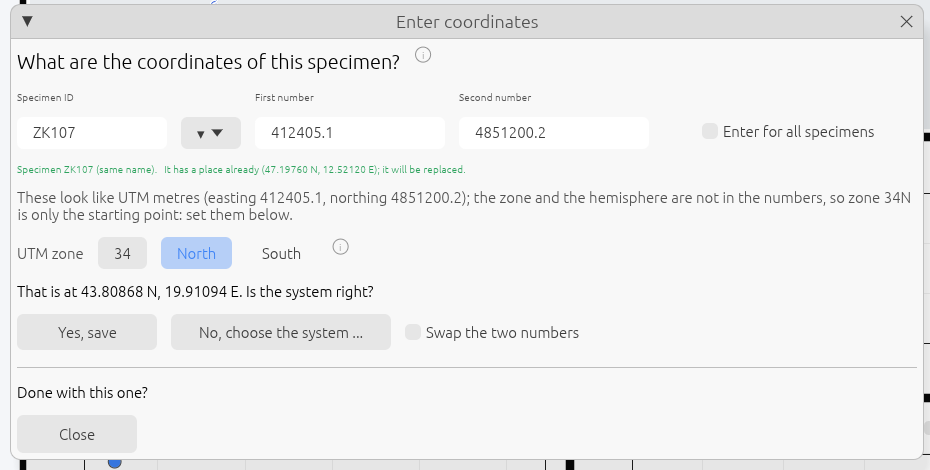 Enter coordinates
What are the coordinates of this specimen?
Specimen ID
First number
Second number
ZK107
412405.1
4851200.2
Enter for all specimens
Specimen ZK107 (same name). It has a place already (47.19760 N, 12.52120 E); it will be replaced.
These look like UTM metres (easting 412405.1, northing 4851200.2); the zone and the hemisphere are not in the numbers, so zone 34N
is only the starting point: set them below.
UTM zone
34
North
South
That is at 43.80868 N, 19.91094 E. Is the system right?
Yes, save
No, choose the system ...
Swap the two numbers
Done with this one?
Close